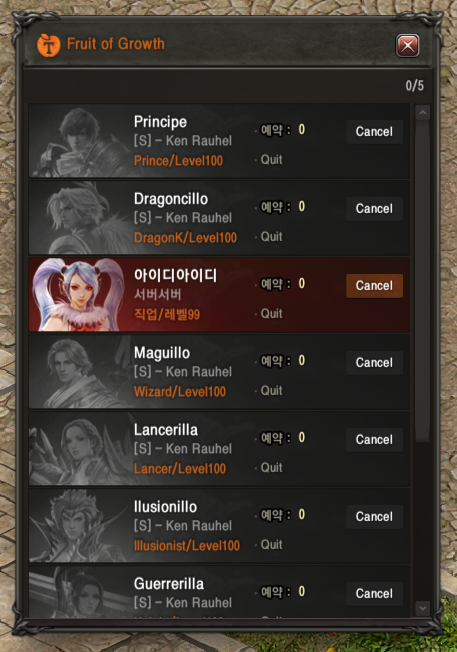 Fruit of Growth
0/5
Principe
[S] - Ken Rauhel
Prince/Level100
· 예약 : 0
· Quit
Cancel
Dragoncillo
[S] - Ken Rauhel
DragonK/Level100
· 예약 : 0
· Quit
Cancel
아이디아이디
서버서버
직업/레벨99
· 예약 : 0
· Quit
Cancel
Maguillo
[S] - Ken Rauhel
Wizard/Level100
· 예약 : 0
· Quit
Cancel
Lancerilla
[S] - Ken Rauhel
Lancer/Level100
· 예약 : 0
· Quit
Cancel
Ilusionillo
[S] - Ken Rauhel
Illusionist/Level100
· 예약 : 0
· Quit
Cancel
Guerrerilla
[S] - Ken Rauhel
· 예약 : 0
Cancel